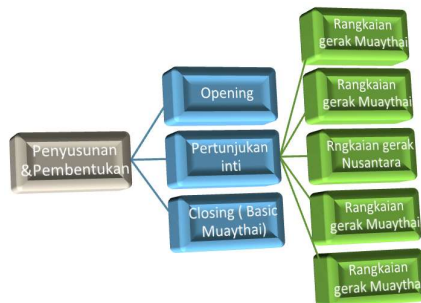 Penyusunan
&Pembentukan
Opening
Pertunjukan
inti
Closing ( Basic
Muaythai)
Rangkaian
gerak Muaythai
Rangkaian
gerak Muaythai
Rngkaian gerak
Nusantara
Rangkaian
gerak Muaythai
Rangkaian
gerak Muaythai